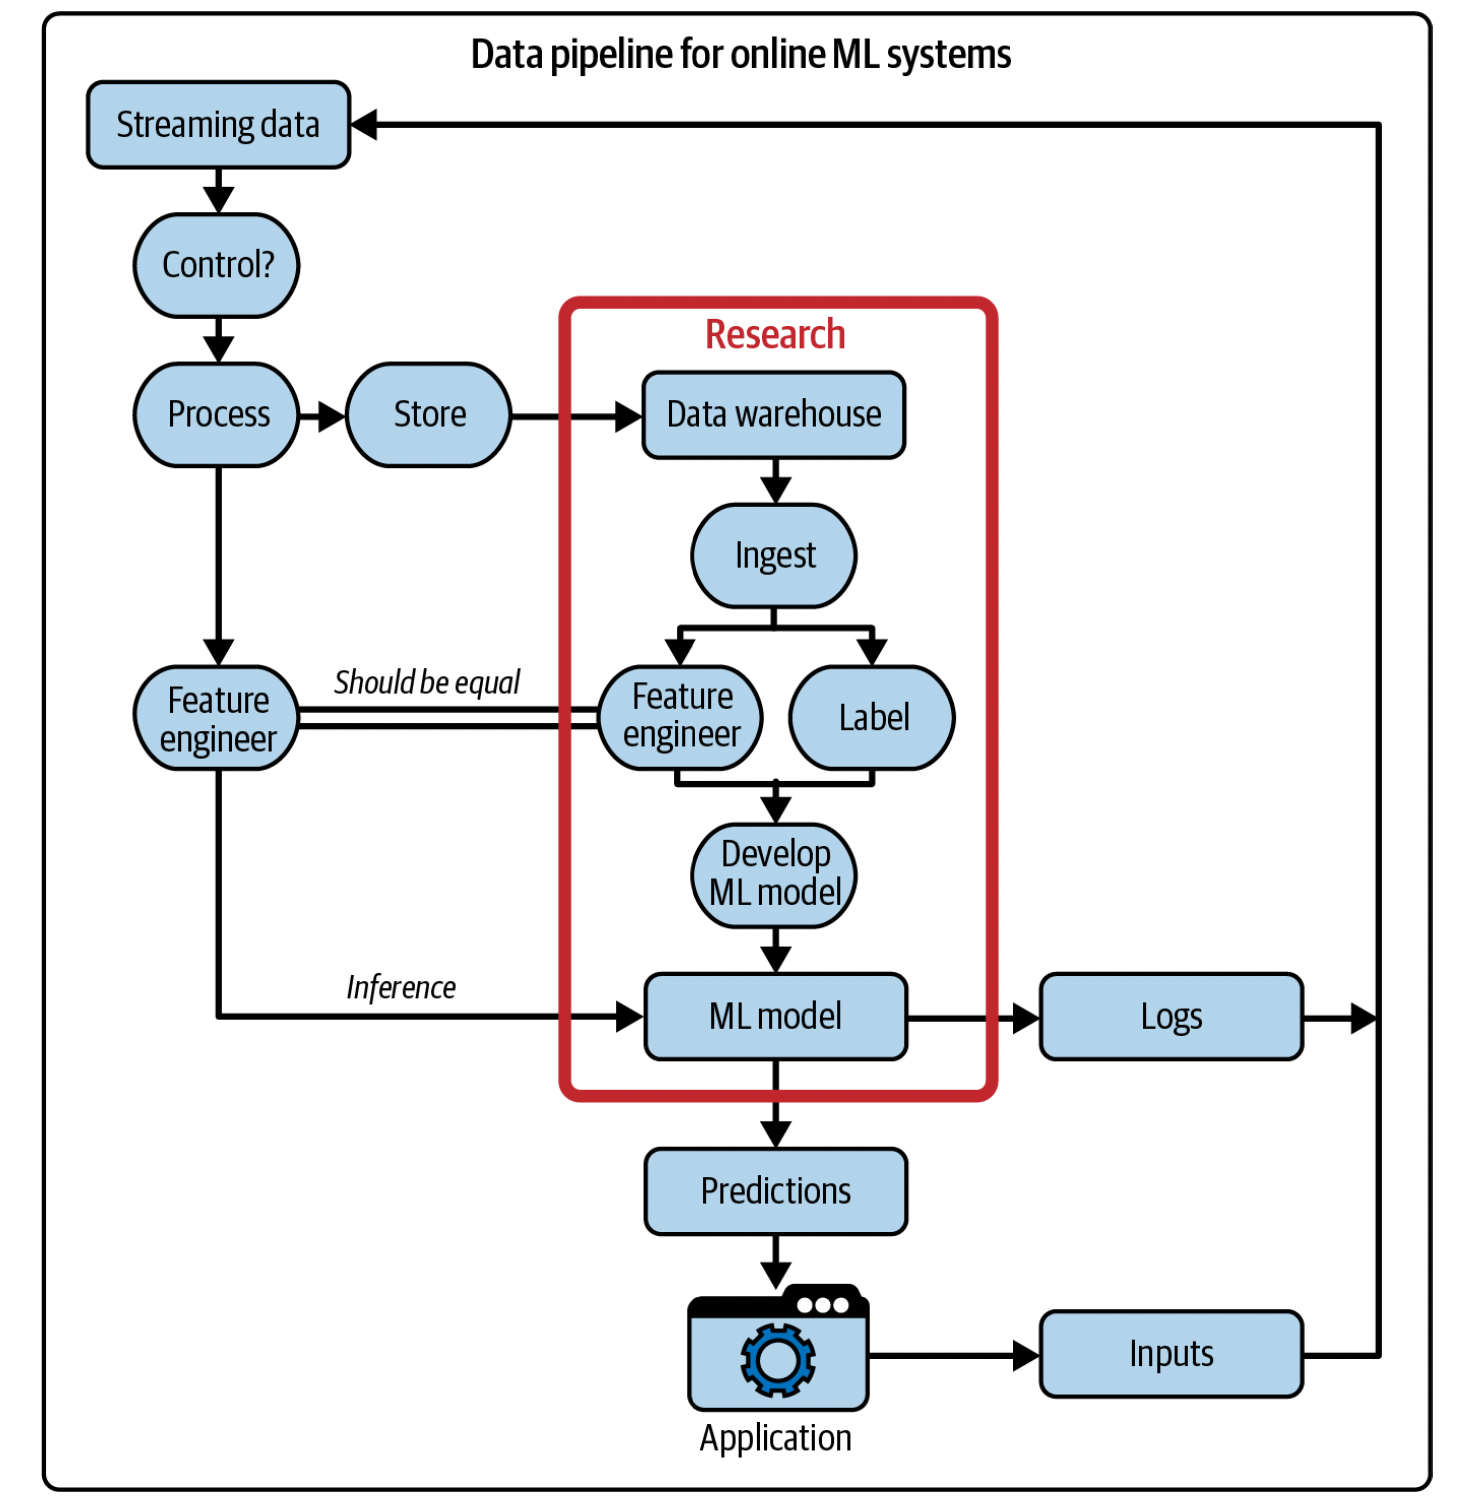 Data pipeline for online ML systems
Streaming data
Control?
Research
Process
Store
Data warehouse
Ingest
Should be equal
Feature
engineer
Feature
engineer
Label
Develop
ML model
Inference
ML model
Logs
Predictions
Inputs
Application